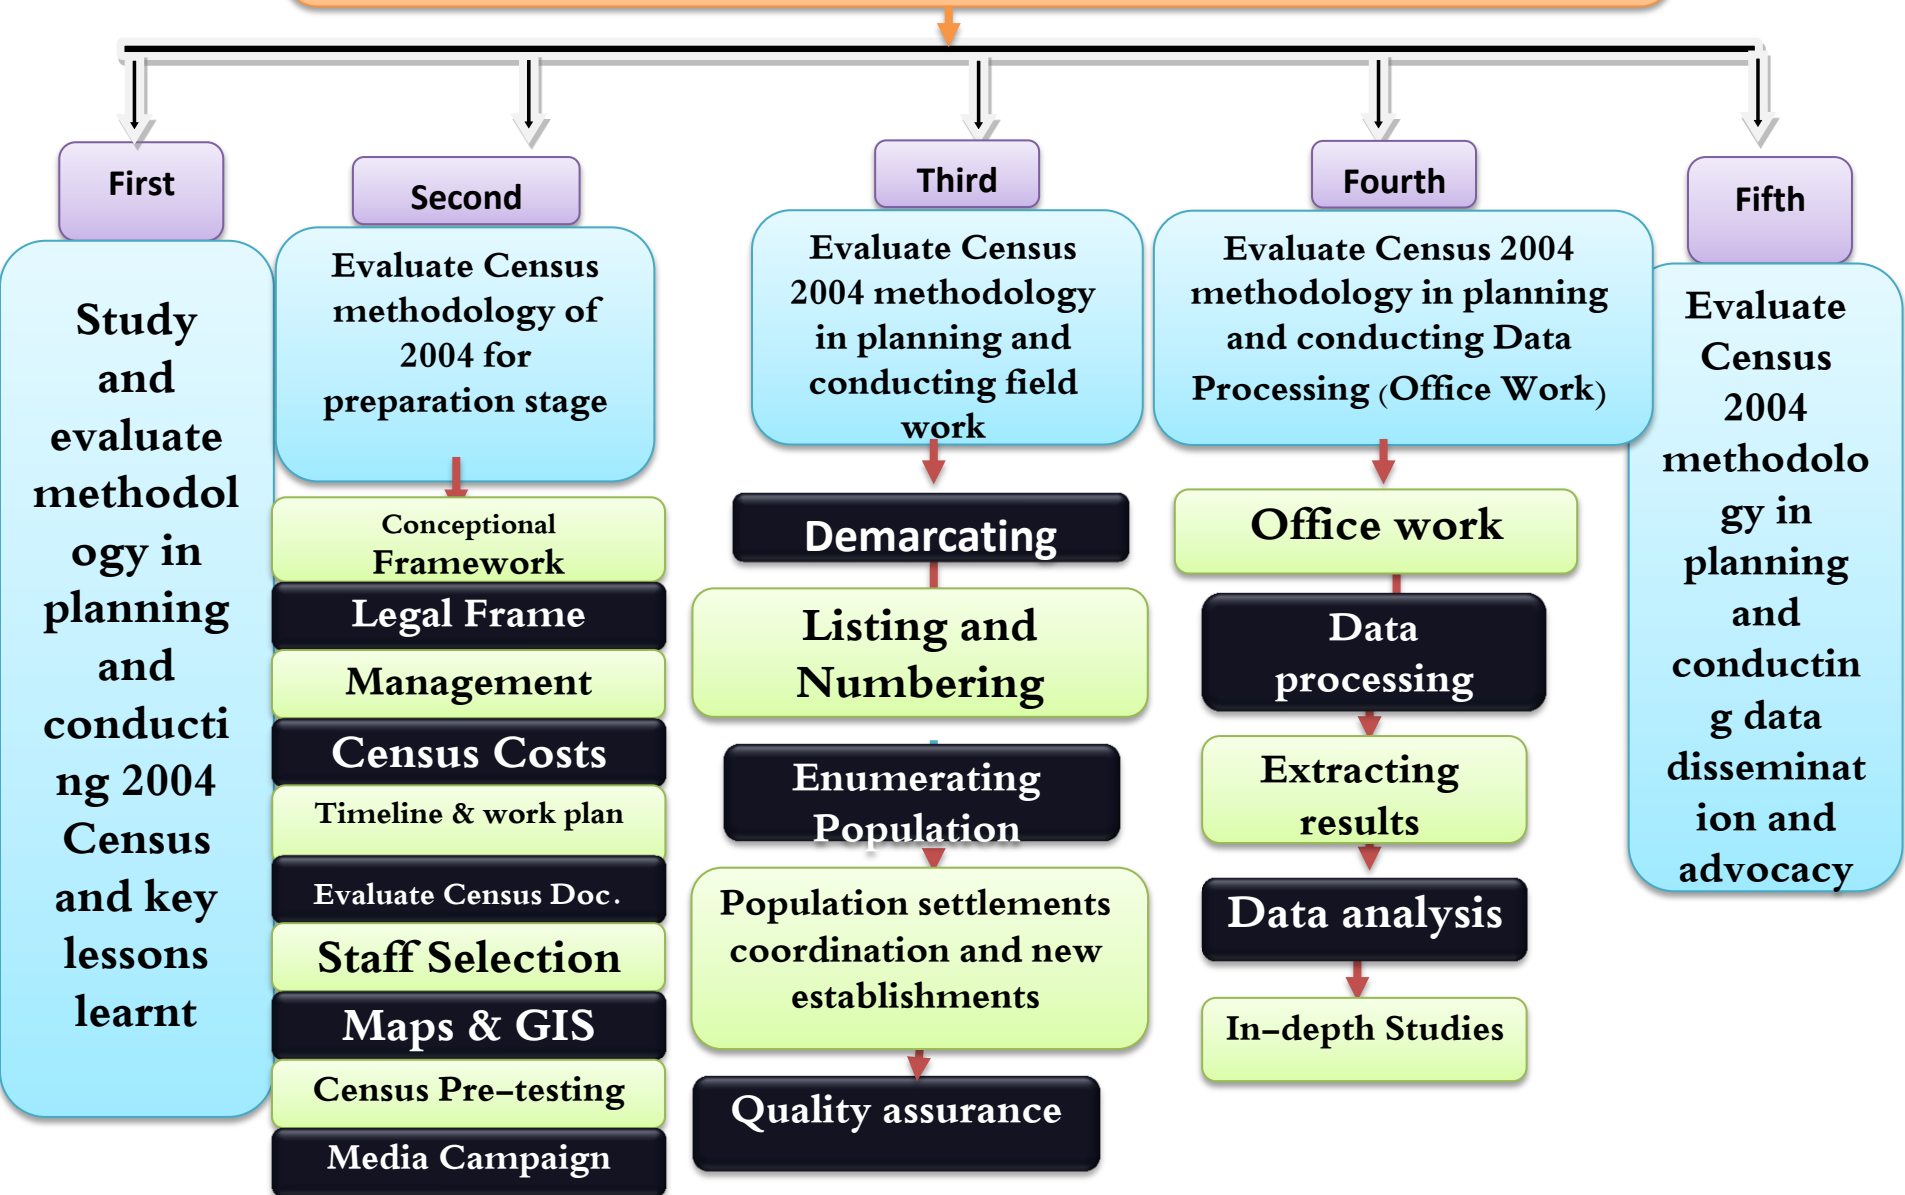 First
Study
and
evaluate
methodol
ogy in
planning
and
conducti
ng 2004
Census
and key
lessons
learnt
Second
Evaluate Census
methodology of
2004 for
preparation stage
Conceptional
Framework
Legal Frame
Management
Census Costs
Timeline & work plan
Evaluate Census Doc.
Staff Selection
Maps & GIS
Census Pre-testing
Media Campaign
Third
Evaluate Census
2004 methodology
in planning and
conducting field
work
Demarcating
Listing and
Numbering
Enumerating
Population
Population settlements
coordination and new
establishments
Quality assurance
Fourth
Evaluate Census 2004
methodology in planning
and conducting Data
Processing (Office Work)
Office work
Data
processing
Extracting
results
Data analysis
In-depth Studies
Fifth
Evaluate
Census
2004
methodolo
gy in
planning
and
conductin
g data
disseminat
ion and
advocacy